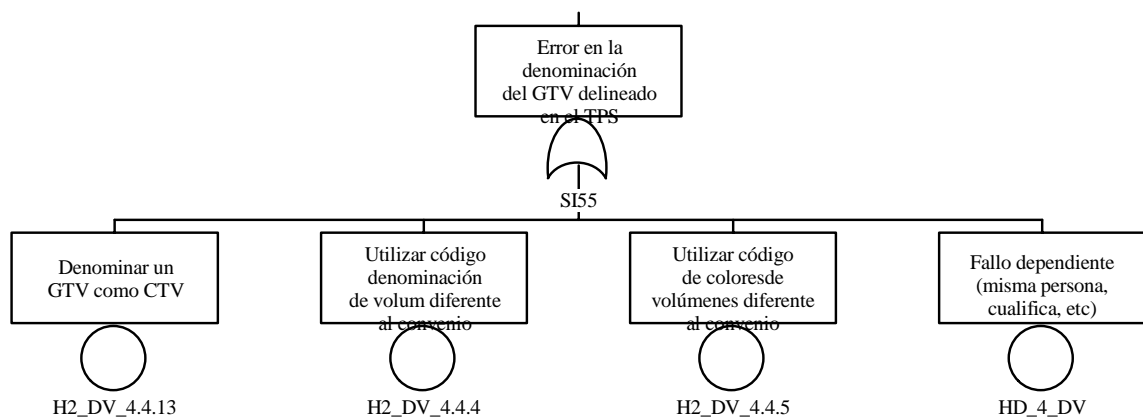 Error en la
denominación
del GTV delineado
en el TPS
SI55
Denominar un
GTV como CTV
Utilizar código
denominación
de volum diferente
al convenio
Utilizar código
de coloresde
volúmenes diferente
al convenio
Fallo dependiente
(misma persona,
cualifica, etc)
H2_DV_4.4.13
H2_DV_4.4.4
H2_DV_4.4.5
HD_4_DV